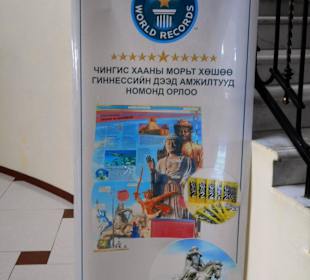 WORLD RECORDS
ЧИНГИС ХААНЫ МОРЬТ ХӨШӨӨ
ГИННЕССИЙН ДЭЭД АМЖИЛТУУД
НОМОНД ОРЛОО